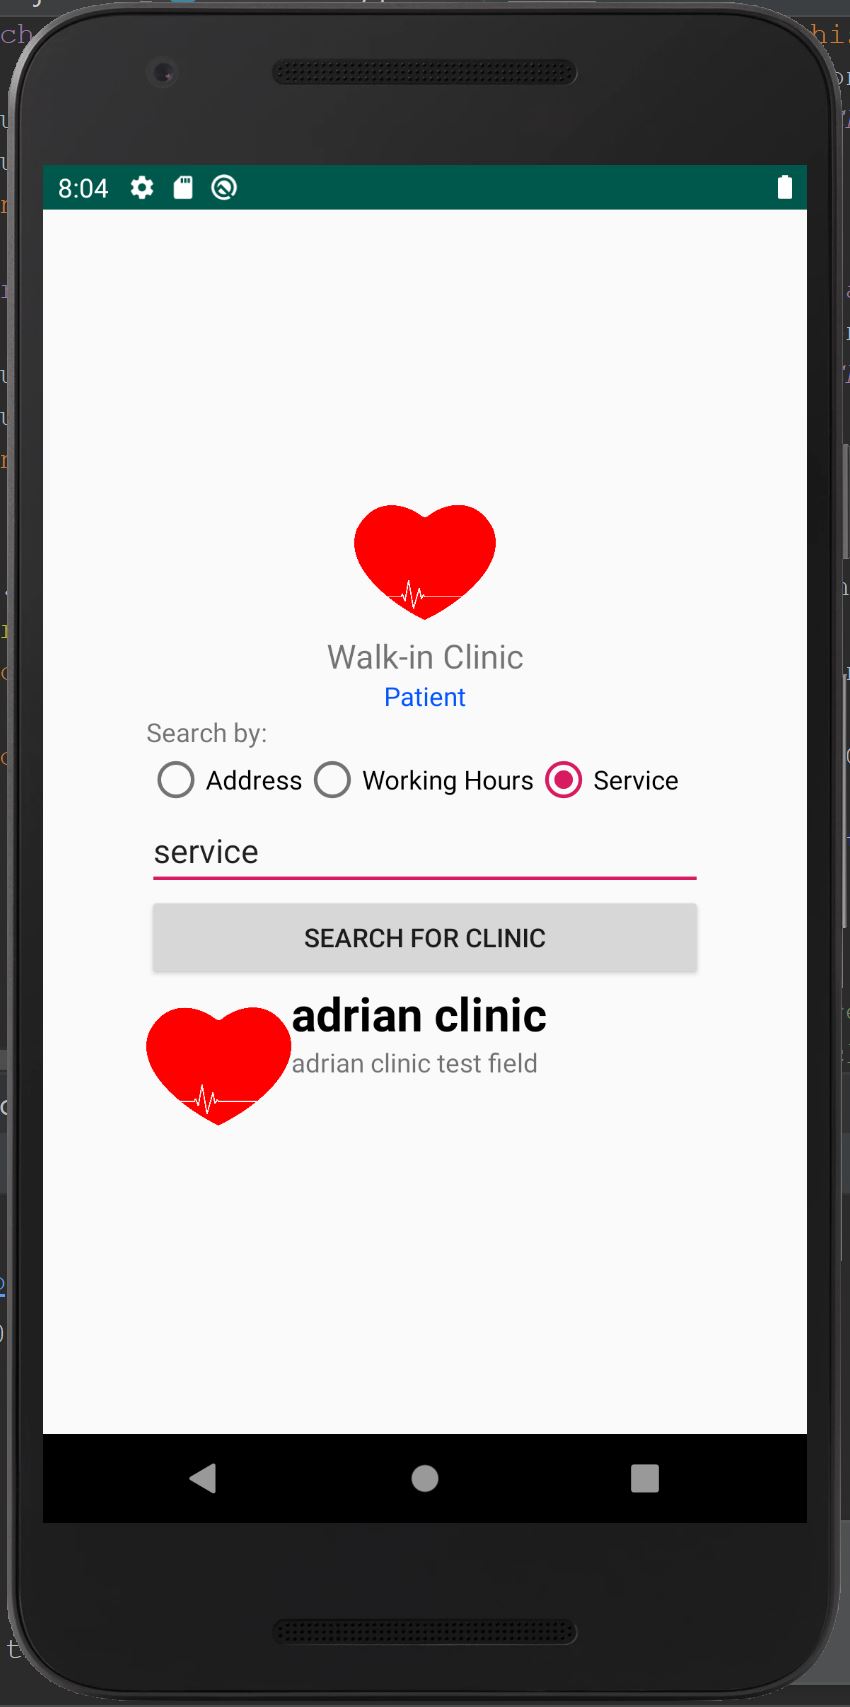 8:04
Walk-in Clinic
Patient
Search by:
Address Working Hours Service
service
SEARCH FOR CLINIC
adrian clinic
adrian clinic test field